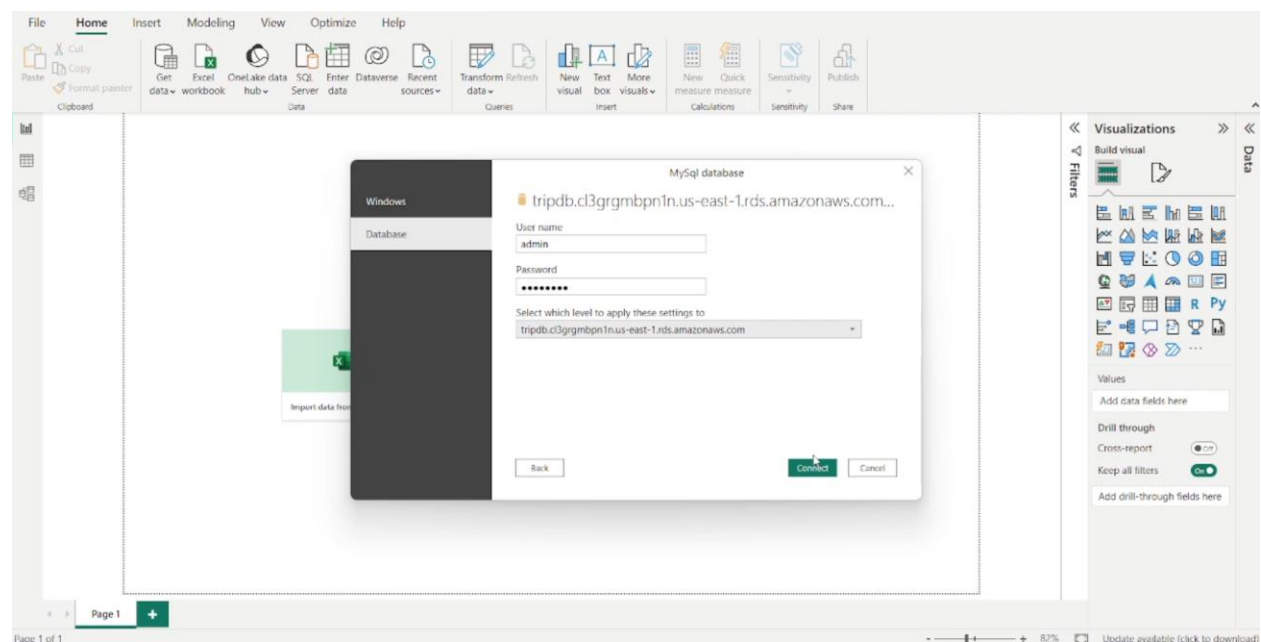 File Home Insert Modeling View Optimize Help
Paste
Cut
Copy
Format painter
Clipboard
Get data
Excel workbook
OneLake data hub
SQL Server
Enter data
Dataverse
Recent sources
Data
Transform data
Refresh
Queries
New visual
Text box
More visuals
Insert
New measure
Quick measure
Calculations
Sensitivity
Sensitivity
Publish
Share
MySql database
Windows
Database
tripdb.cl3grgmbpn1n.us-east-1.rds.amazonaws.com...
User name
admin
Password
••••••••
Select which level to apply these settings to
tripdb.cl3grgmbpn1n.us-east-1.rds.amazonaws.com
Back
Connect
Cancel
Import data from
Filters
Visualizations
Build visual
R Py
Values
Add data fields here
Drill through
Cross-report
Off
Keep all filters
On
Add drill-through fields here
Data
Page 1
Page 1 of 1
- + 82%
Update available (click to download)